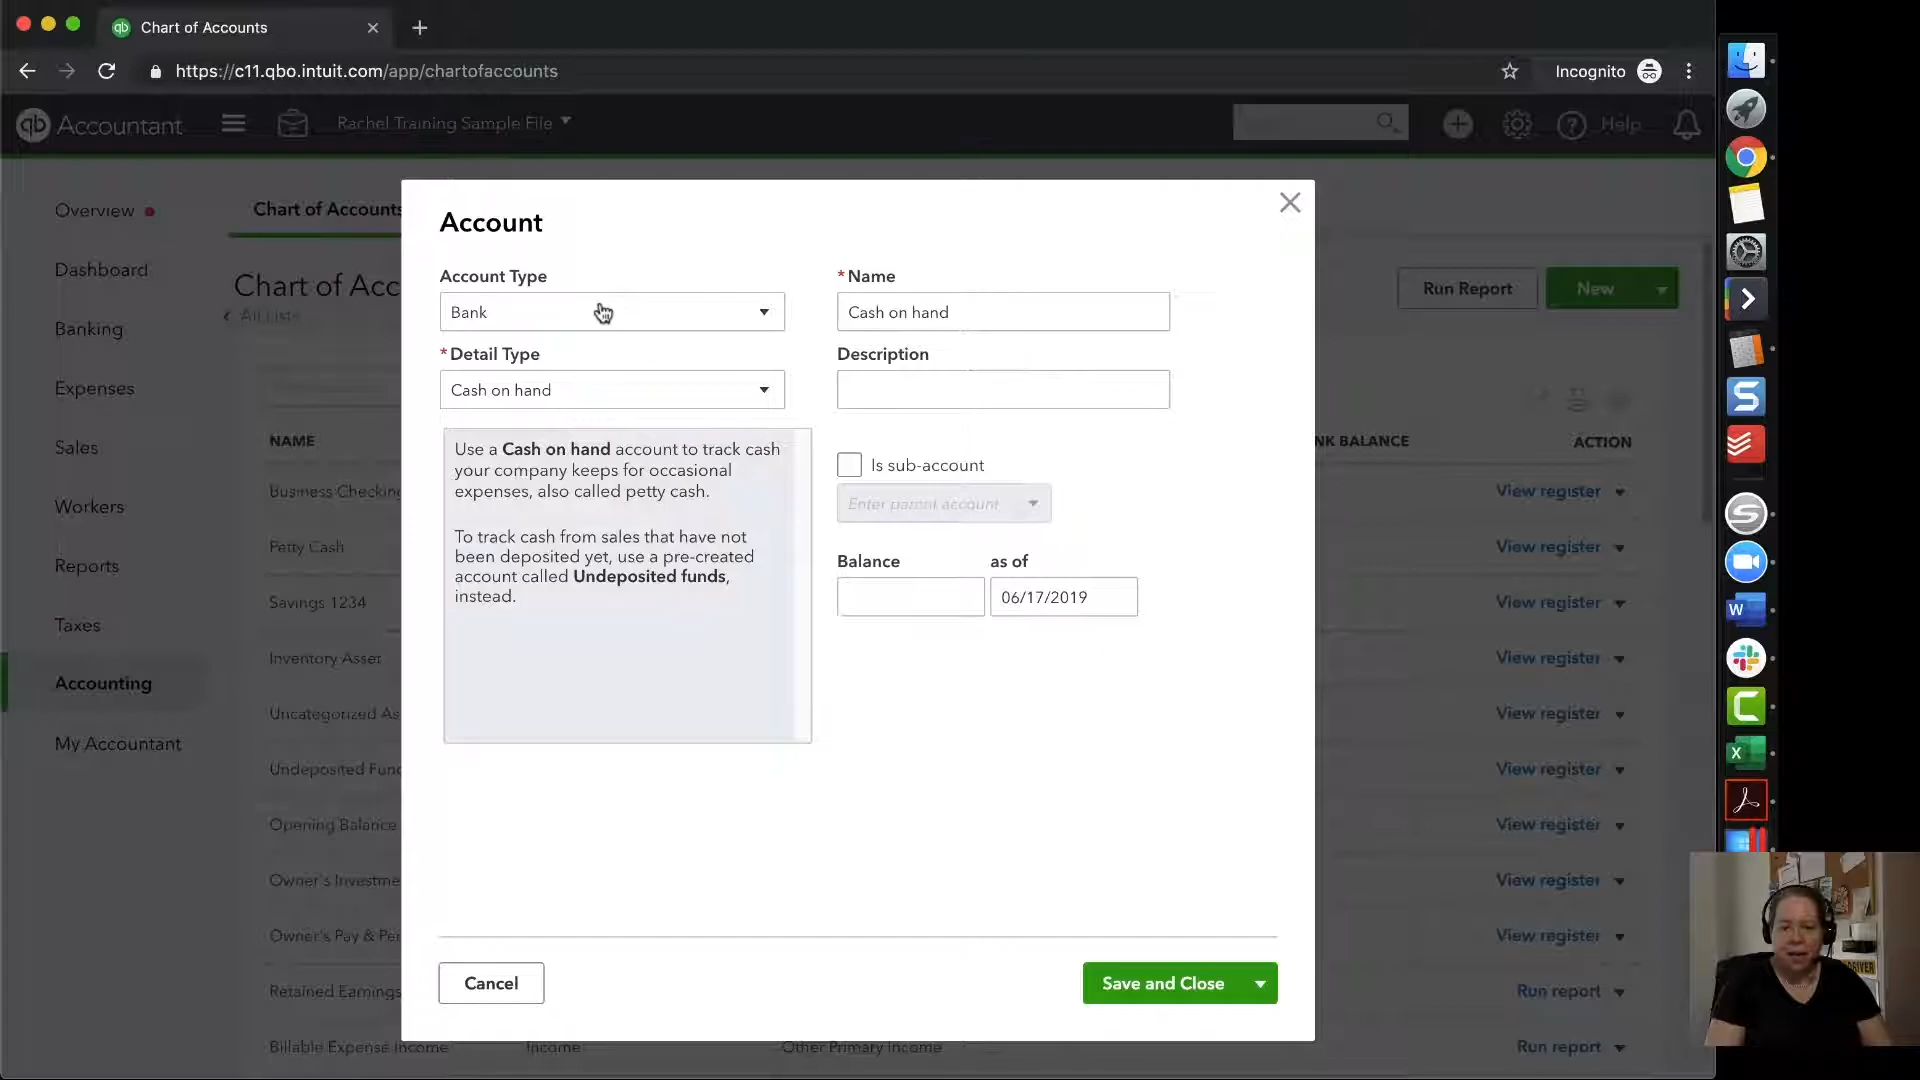 Chart of Accounts
https://c11.qbo.intuit.com/app/chartofaccounts
Incognito
qb Accountant
Rachel Training Sample File
Help
Overview
Dashboard
Banking
Expenses
Sales
Workers
Reports
Taxes
Accounting
My Accountant
Chart of Accounts
Chart of Acc
All Lists
Run Report
New
NAME
NK BALANCE
ACTION
Business Checking
View register
Petty Cash
View register
Savings 1234
View register
Inventory Asset
View register
Uncategorized As
View register
Undeposited Fund
View register
Opening Balance
View register
Owner's Investme
View register
Owner's Pay & Pe
View register
Retained Earnings
Run report
Billable Expense Income
Income
Other Primary Income
Run report
Account
Account Type
Bank
*Name
Cash on hand
*Detail Type
Cash on hand
Description
Use a Cash on hand account to track cash
your company keeps for occasional
expenses, also called petty cash.
To track cash from sales that have not
been deposited yet, use a pre-created
account called Undeposited funds,
instead.
Is sub-account
Enter parent account
Balance
as of
06/17/2019
Cancel
Save and Close